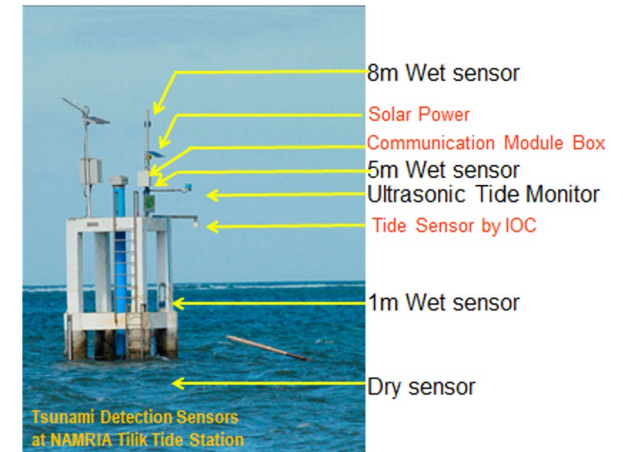 8m Wet sensor
Solar Power
Communication Module Box
5m Wet sensor
Ultrasonic Tide Monitor
Tide Sensor by IOC
1m Wet sensor
Dry sensor
Tsunami Detection Sensors
at NAMRIA Tilik Tide Station